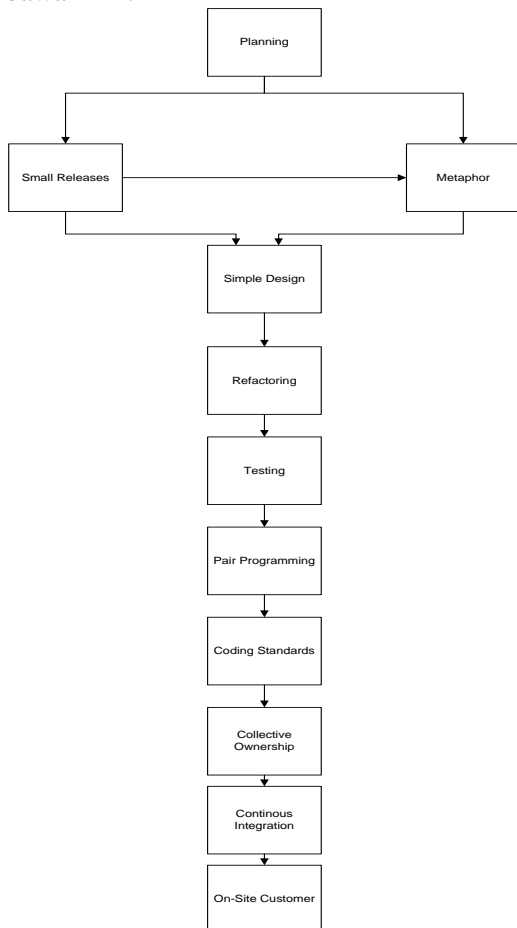 Planning
Small Releases
Metaphor
Simple Design
Refactoring
Testing
Pair Programming
Coding Standards
Collective
Ownership
Continous
Integration
On-Site Customer